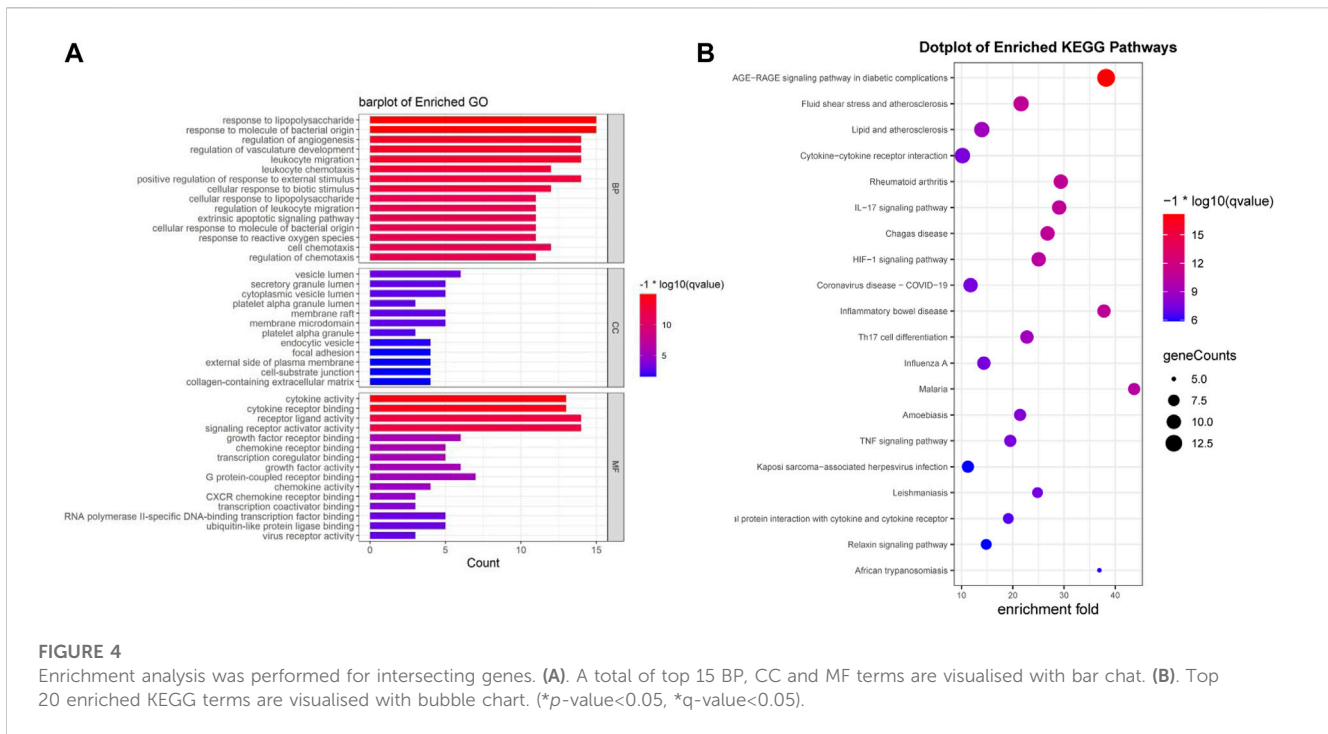 A
barplot of Enriched GO
response to lipopolysaccharide
response to molecule of bacterial origin
regulation of angiogenesis
regulation of vasculature development
leukocyte migration
leukocyte chemotaxis
positive regulation of response to external stimulus
cellular response to biotic stimulus
cellular response to lipopolysaccharide
regulation of leukocyte migration
extrinsic apoptotic signaling pathway
cellular response to molecule of bacterial origin
response to reactive oxygen species
cell chemotaxis
regulation of chemotaxis
BP
vesicle lumen
secretory granule lumen
cytoplasmic vesicle lumen
platelet alpha granule lumen
membrane raft
membrane microdomain
platelet alpha granule
endocytic vesicle
focal adhesion
external side of plasma membrane
cell-substrate junction
collagen-containing extracellular matrix
CC
cytokine activity
cytokine receptor binding
receptor ligand activity
signaling receptor activator activity
growth factor receptor binding
chemokine receptor binding
transcription coregulator binding
growth factor activity
G protein-coupled receptor binding
chemokine activity
CXCR chemokine receptor binding
transcription coactivator binding
RNA polymerase II-specific DNA-binding transcription factor binding
ubiquitin-like protein ligase binding
virus receptor activity
MF
0 5 10 15
Count
-1 * log10(qvalue)
10
5
B
Dotplot of Enriched KEGG Pathways
AGE−RAGE signaling pathway in diabetic complications
Fluid shear stress and atherosclerosis
Lipid and atherosclerosis
Cytokine−cytokine receptor interaction
Rheumatoid arthritis
IL−17 signaling pathway
Chagas disease
HIF−1 signaling pathway
Coronavirus disease − COVID−19
Inflammatory bowel disease
Th17 cell differentiation
Influenza A
Malaria
Amoebiasis
TNF signaling pathway
Kaposi sarcoma−associated herpesvirus infection
Leishmaniasis
al protein interaction with cytokine and cytokine receptor
Relaxin signaling pathway
African trypanosomiasis
10 20 30 40
enrichment fold
−1 * log10(qvalue)
15
12
9
6
geneCounts
5.0
7.5
10.0
12.5
FIGURE 4
Enrichment analysis was performed for intersecting genes. (A). A total of top 15 BP, CC and MF terms are visualised with bar chat. (B). Top
20 enriched KEGG terms are visualised with bubble chart. (*p-value<0.05, *q-value<0.05).